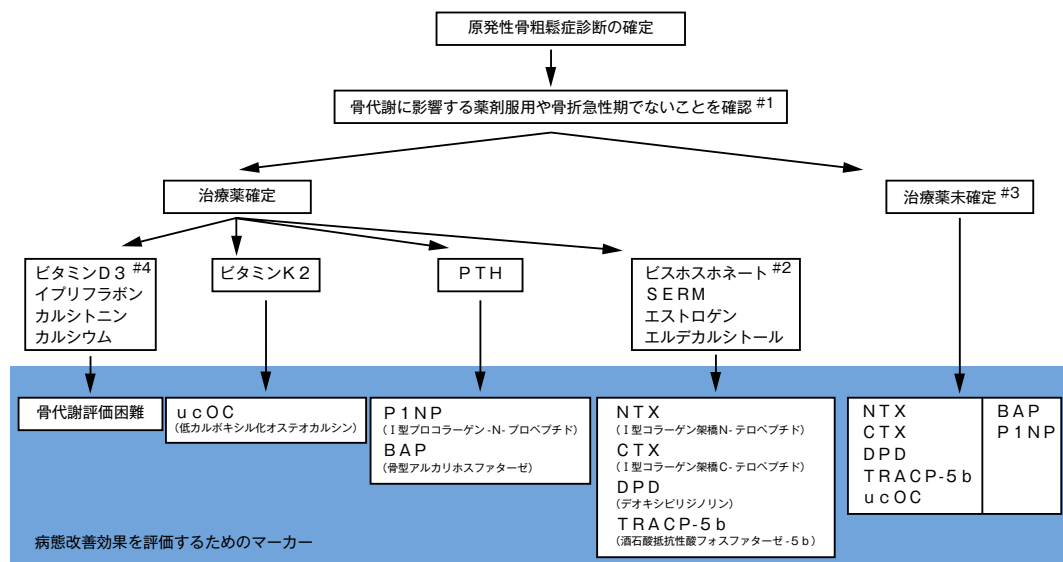 原発性骨粗鬆症診断の確定
骨代謝に影響する薬剤服用や骨折急性期でないことを確認 #1
治療薬確定
治療薬未確定 #3
ビタミンD3 #4
イプリフラボン
カルシトニン
カルシウム
ビタミンK2
PTH
ビスホスホネート #2
SERM
エストロゲン
エルデカルシトール
骨代謝評価困難
ucOC
(低カルボキシル化オステオカルシン)
P1NP
(I型プロコラーゲン-N-プロペプチド)
BAP
(骨型アルカリホスファターゼ)
NTX
(I型コラーゲン架橋N-テロペプチド)
CTX
(I型コラーゲン架橋C-テロペプチド)
DPD
(デオキシピリジノリン)
TRACP-5b
(酒石酸抵抗性酸フォスファターゼ-5b)
NTX
CTX
DPD
TRACP-5b
ucOC
BAP
P1NP
病態改善効果を評価するためのマーカー